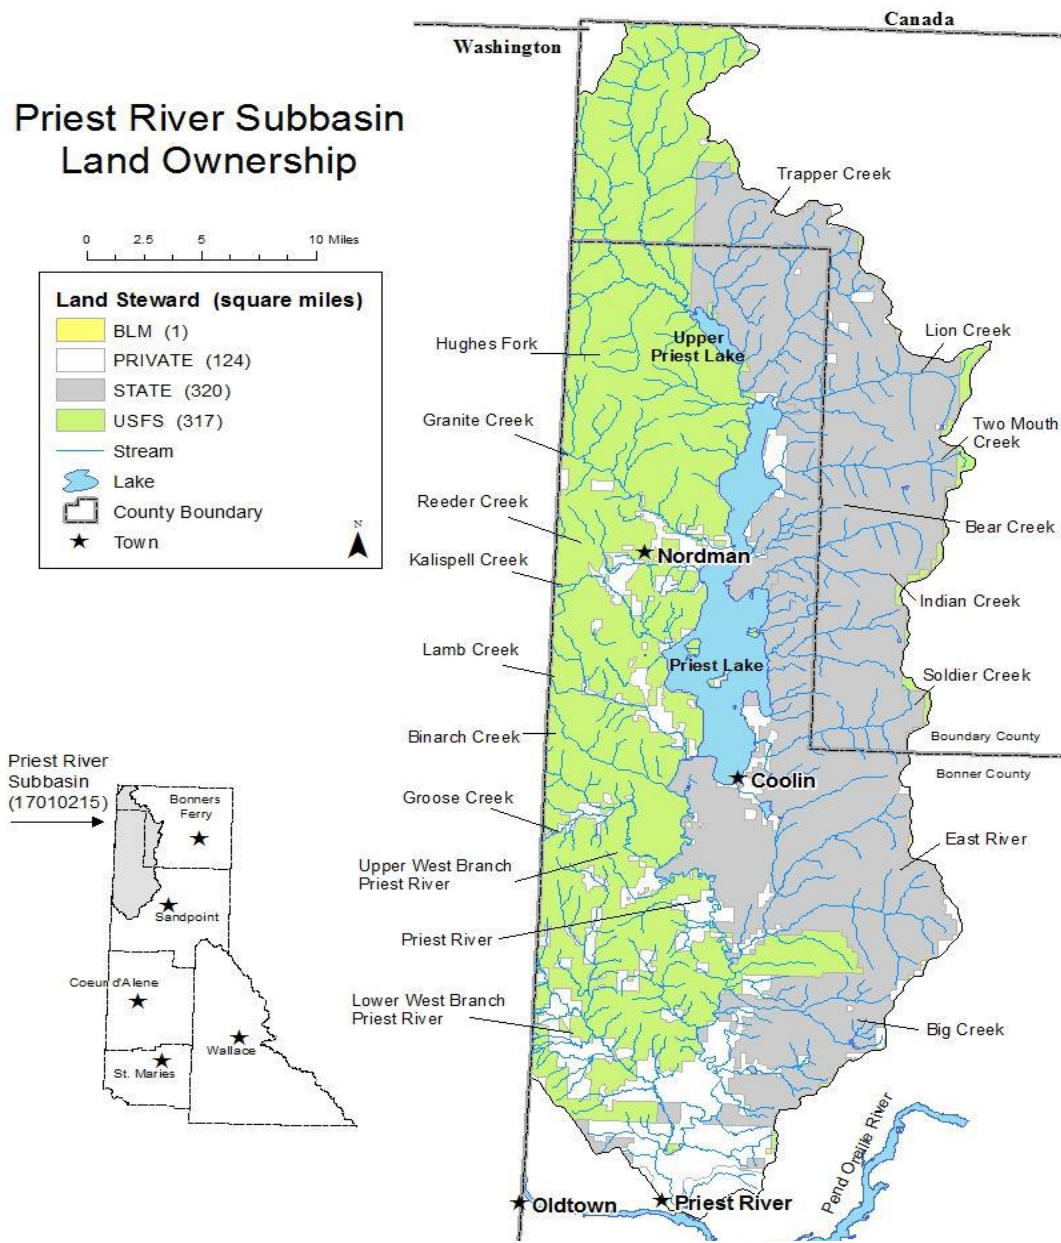 Canada
Washington
Priest River Subbasin
Land Ownership
0 2.5 5 10 Miles
Land Steward (square miles)
BLM (1)
PRIVATE (124)
STATE (320)
USFS (317)
Stream
Lake
County Boundary
Town
N
Trapper Creek
Lion Creek
Two Mouth
Creek
Bear Creek
Indian Creek
Soldier Creek
Boundary County
Bonner County
East River
Big Creek
Hughes Fork
Granite Creek
Reeder Creek
Kalispell Creek
Lamb Creek
Binarch Creek
Groose Creek
Upper West Branch
Priest River
Priest River
Lower West Branch
Priest River
Upper
Priest Lake
Nordman
Priest Lake
Coolin
Oldtown
Priest River
Pend Oreille River
Priest River
Subbasin
(17010215)
Bonners
Ferry
Sandpoint
Coeur d'Alene
Wallace
St. Maries